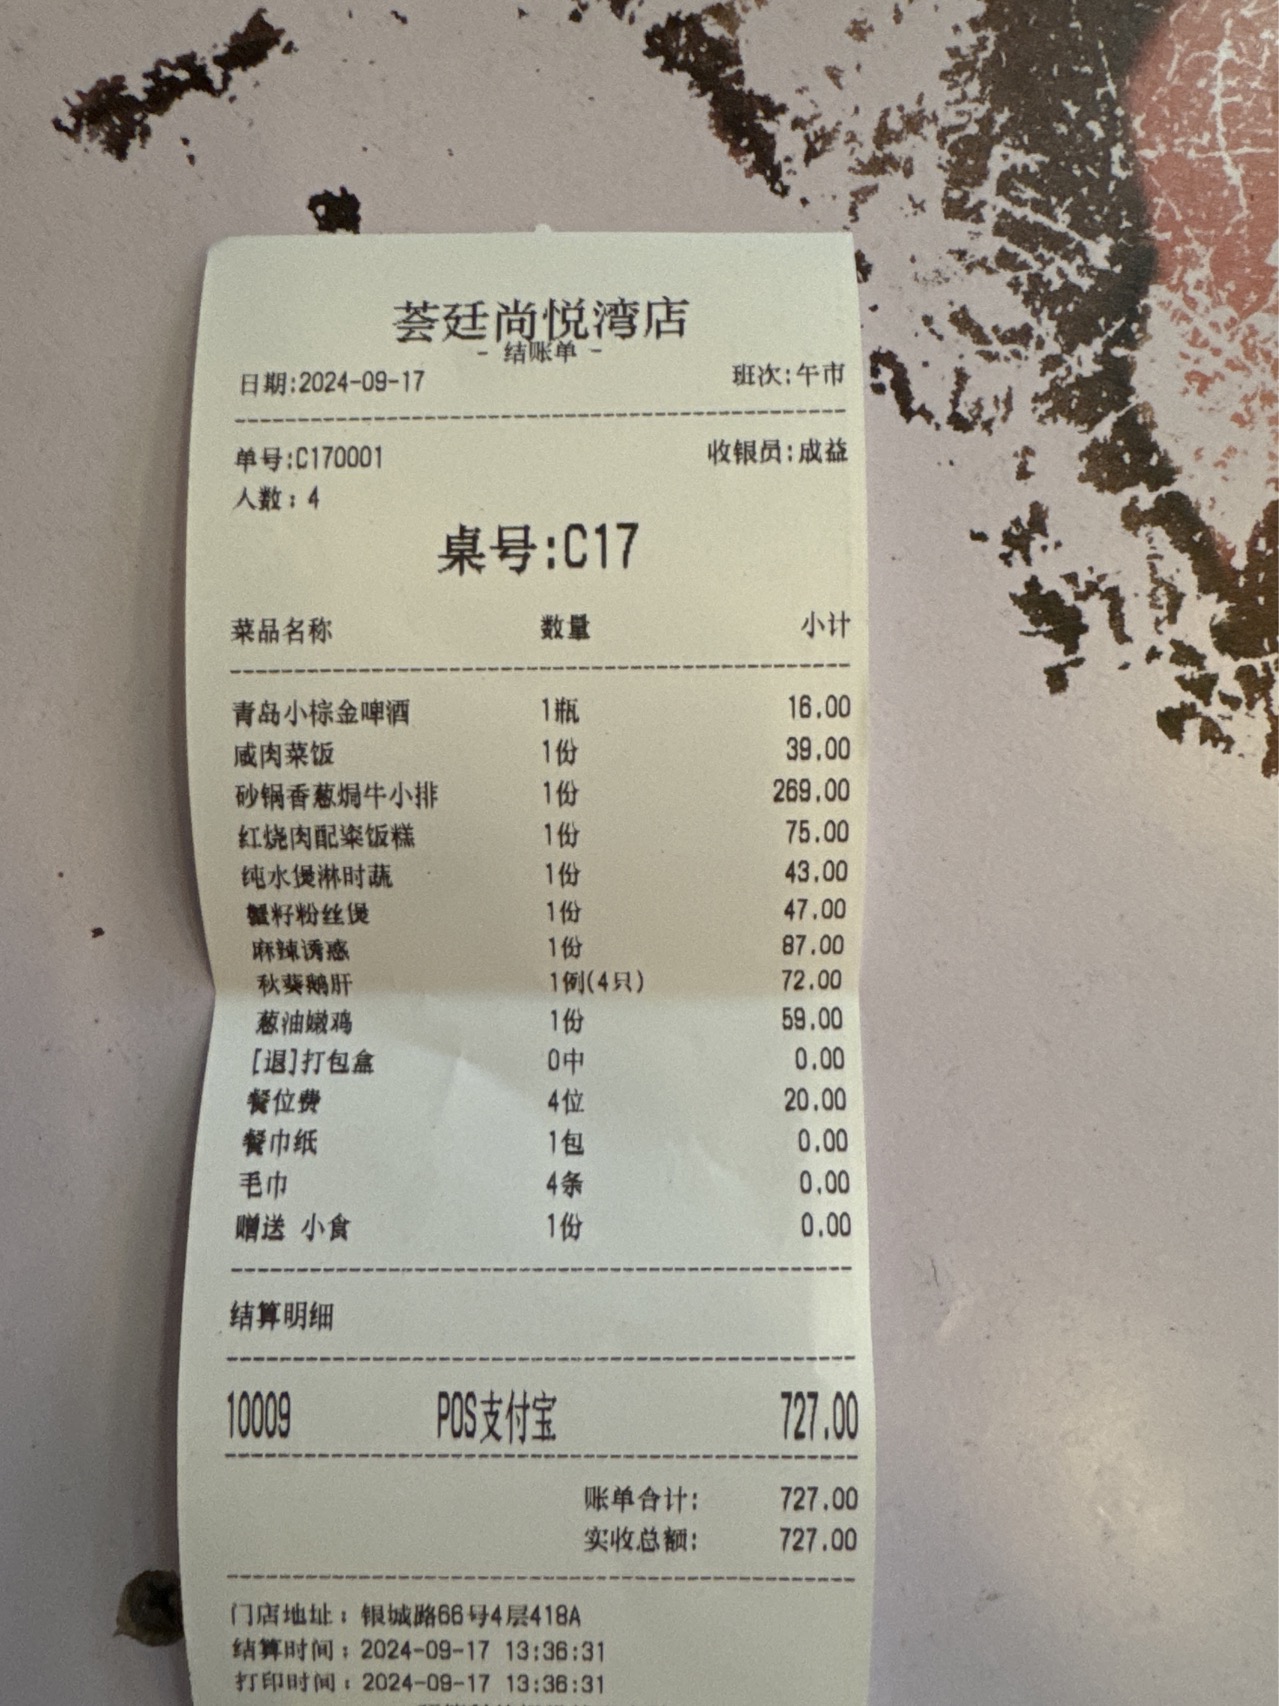 荟廷尚悦湾店
- 结账单 -
日期:2024-09-17 班次:午市
单号:C170001 收银员:成益
人数：4
桌号:C17
菜品名称 数量 小计
青岛小棕金啤酒 1瓶 16.00
咸肉菜饭 1份 39.00
砂锅香葱焗牛小排 1份 269.00
红烧肉配粢饭糕 1份 75.00
纯水煲淋时蔬 1份 43.00
蟹籽粉丝煲 1份 47.00
麻辣诱惑 1份 87.00
秋葵鹅肝 1例(4只) 72.00
葱油嫩鸡 1份 59.00
[退]打包盒 0中 0.00
餐位费 4位 20.00
餐巾纸 1包 0.00
毛巾 4条 0.00
赠送 小食 1份 0.00
结算明细
10009 POS支付宝 727.00
账单合计: 727.00
实收总额: 727.00
门店地址：银城路66号4层418A
结算时间：2024-09-17 13:36:31
打印时间：2024-09-17 13:36:31